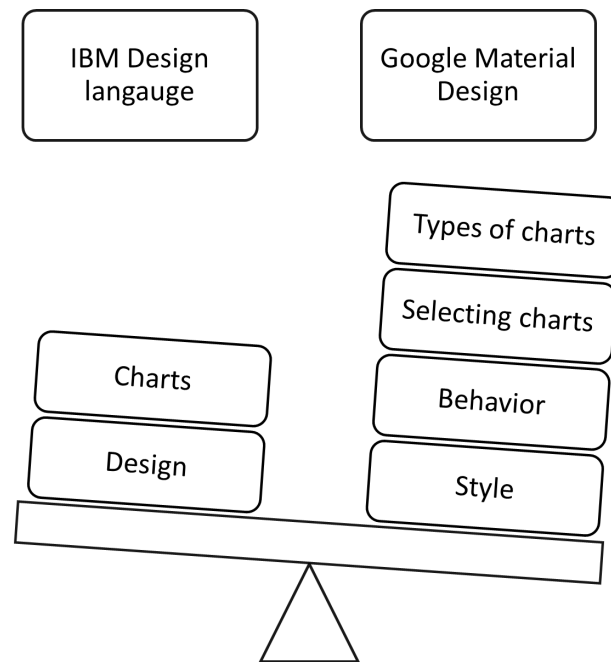 IBM Design
langauge
Google Material
Design
Types of charts
Selecting charts
Charts
Behavior
Design
Style